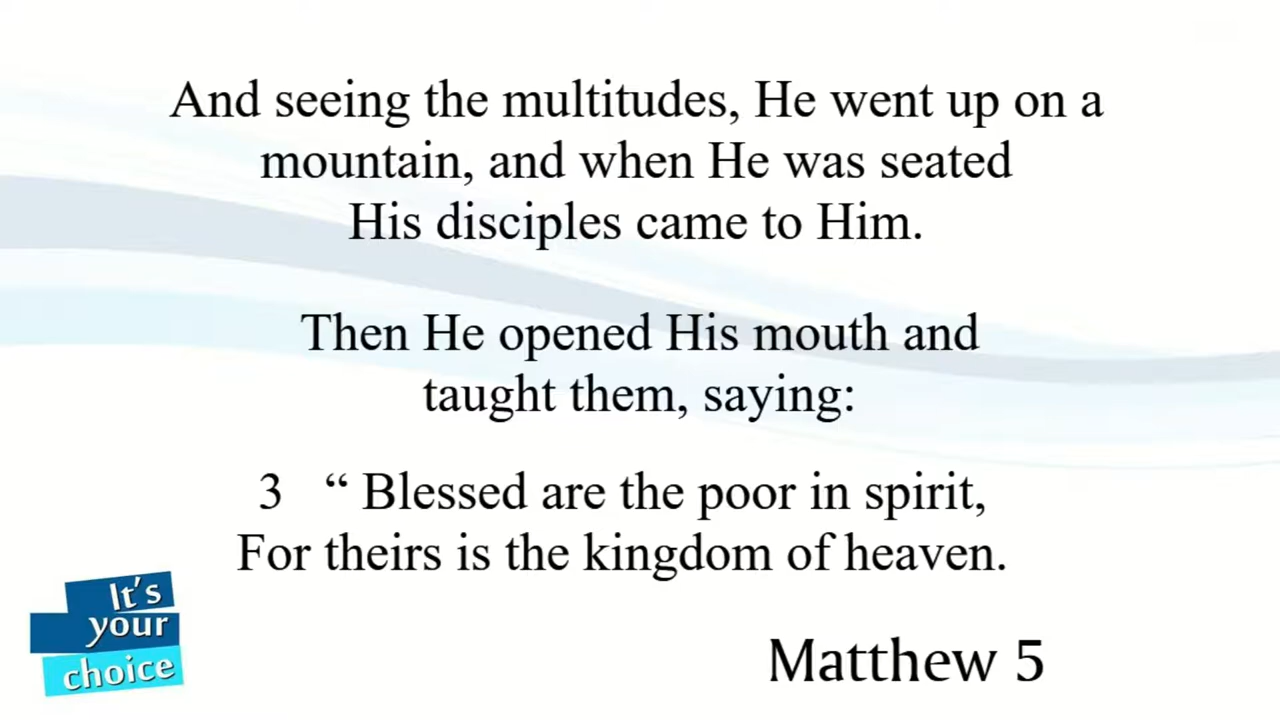 And seeing the multitudes, He went up on a
mountain, and when He was seated
His disciples came to Him.
Then He opened His mouth and
taught them, saying:
3 “ Blessed are the poor in spirit,
For theirs is the kingdom of heaven.
It's
your
choice
Matthew 5